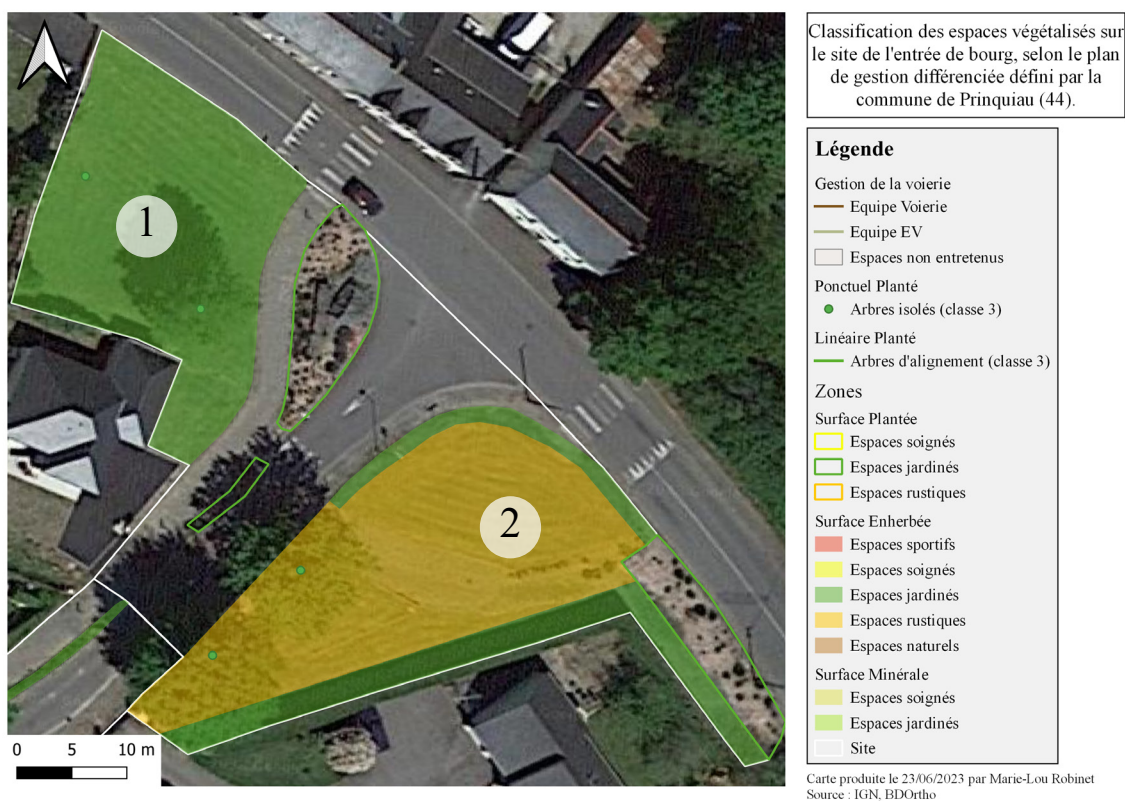 Classification des espaces végétalisés sur
le site de l'entrée de bourg, selon le plan
de gestion différenciée défini par la
commune de Prinquiau (44).
1
2
0 5 10 m
Légende
Gestion de la voierie
Equipe Voierie
Equipe EV
Espaces non entretenus
Ponctuel Planté
Arbres isolés (classe 3)
Linéaire Planté
Arbres d'alignement (classe 3)
Zones
Surface Plantée
Espaces soignés
Espaces jardinés
Espaces rustiques
Surface Enherbée
Espaces sportifs
Espaces soignés
Espaces jardinés
Espaces rustiques
Espaces naturels
Surface Minérale
Espaces soignés
Espaces jardinés
Site
Carte produite le 23/06/2023 par Marie-Lou Robinet
Source : IGN, BDOrtho